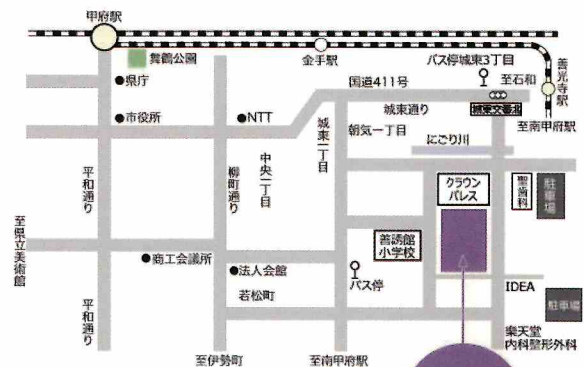 甲府駅
舞鶴公園
金手駅
バス停城東3丁目
善光寺駅
県庁
国道411号
至石和
市役所
NTT
城東通り
城東交番北
至南甲府駅
城東一丁目
朝気一丁目
にごり川
平和通り
柳町通り
中央一丁目
クラウン
パレス
聖歯科
駐車場
至県立美術館
善誘館
小学校
商工会議所
法人会館
バス停
若松町
IDEA
駐車場
平和通り
楽天堂
内科整形外科
至伊勢町
至南甲府駅